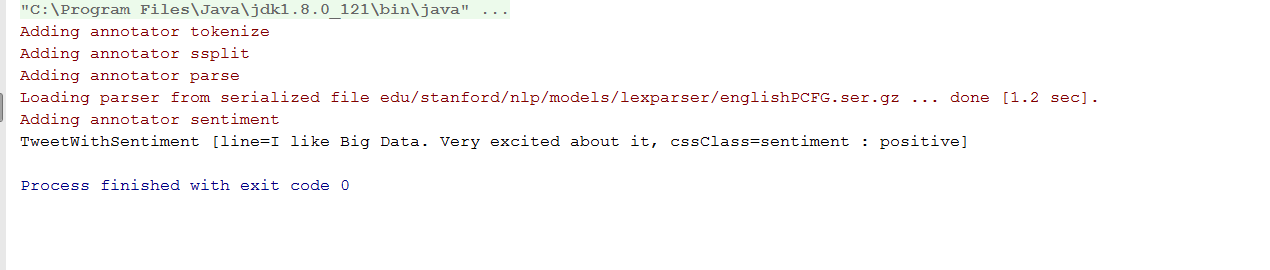 "C:\Program Files\Java\jdk1.8.0_121\bin\java" ...
Adding annotator tokenize
Adding annotator ssplit
Adding annotator parse
Loading parser from serialized file edu/stanford/nlp/models/lexparser/englishPCFG.ser.gz ... done [1.2 sec].
Adding annotator sentiment
TweetWithSentiment [line=I like Big Data. Very excited about it, cssClass=sentiment : positive]
Process finished with exit code 0